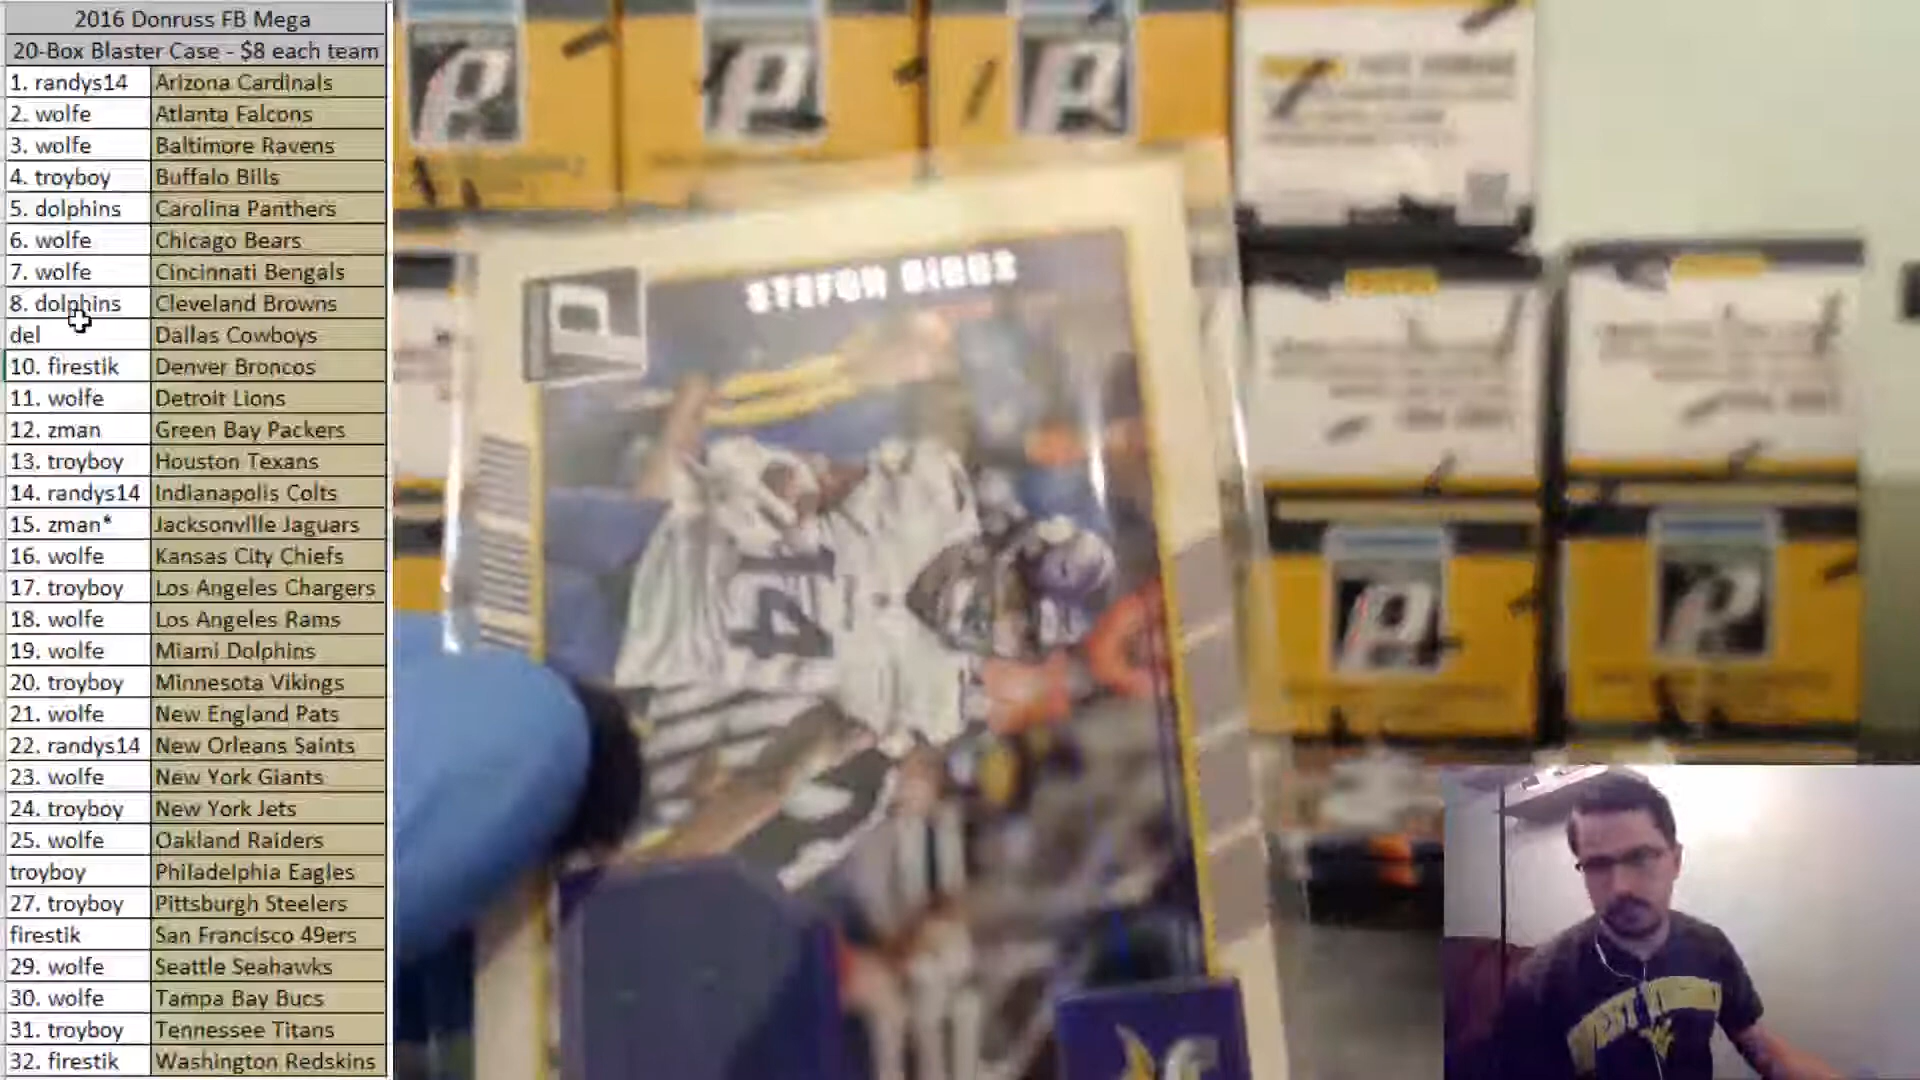 2016 Donruss FB Mega
20-Box Blaster Case - $8 each team
1. randys14 Arizona Cardinals
2. wolfe Atlanta Falcons
3. wolfe Baltimore Ravens
4. troyboy Buffalo Bills
5. dolphins Carolina Panthers
6. wolfe Chicago Bears
7. wolfe Cincinnati Bengals
8. dolphins Cleveland Browns
del Dallas Cowboys
10. firestik Denver Broncos
11. wolfe Detroit Lions
12. zman Green Bay Packers
13. troyboy Houston Texans
14. randys14 Indianapolis Colts
15. zman* Jacksonville Jaguars
16. wolfe Kansas City Chiefs
17. troyboy Los Angeles Chargers
18. wolfe Los Angeles Rams
19. wolfe Miami Dolphins
20. troyboy Minnesota Vikings
21. wolfe New England Pats
22. randys14 New Orleans Saints
23. wolfe New York Giants
24. troyboy New York Jets
25. wolfe Oakland Raiders
troyboy Philadelphia Eagles
27. troyboy Pittsburgh Steelers
firestik San Francisco 49ers
29. wolfe Seattle Seahawks
30. wolfe Tampa Bay Bucs
31. troyboy Tennessee Titans
32. firestik Washington Redskins
STEFON DIGGS
14
WEST VIRGINIA